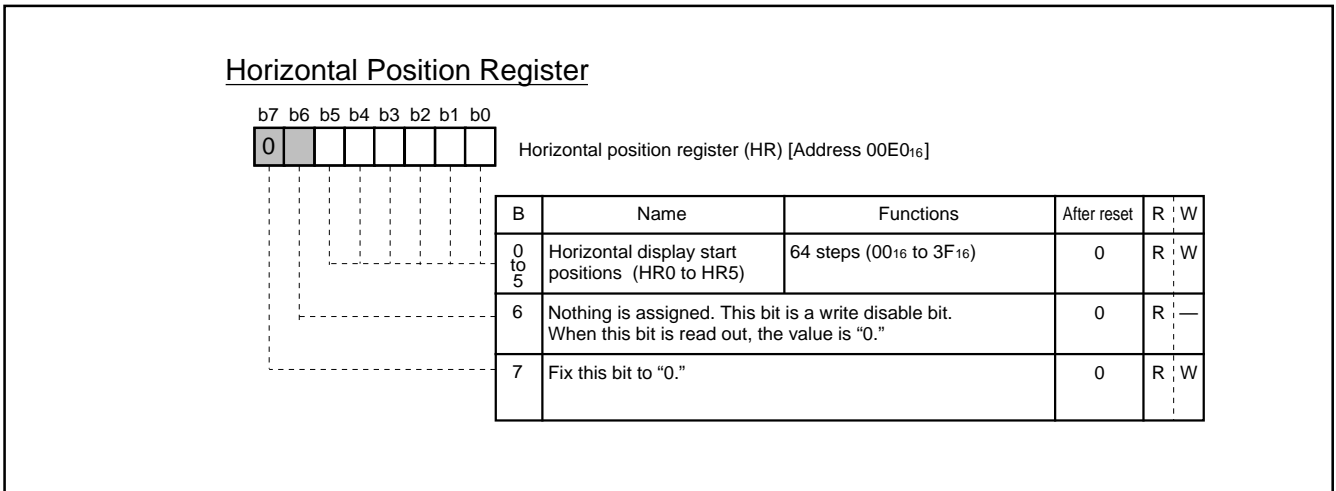 Horizontal Position Register
b7 b6 b5 b4 b3 b2 b1 b0
0
Horizontal position register (HR) [Address 00E016]
B Name Functions After reset R W
0 to 5 Horizontal display start positions (HR0 to HR5) 64 steps (0016 to 3F16) 0 R W
6 Nothing is assigned. This bit is a write disable bit.
When this bit is read out, the value is “0.” 0 R —
7 Fix this bit to “0.” 0 R W